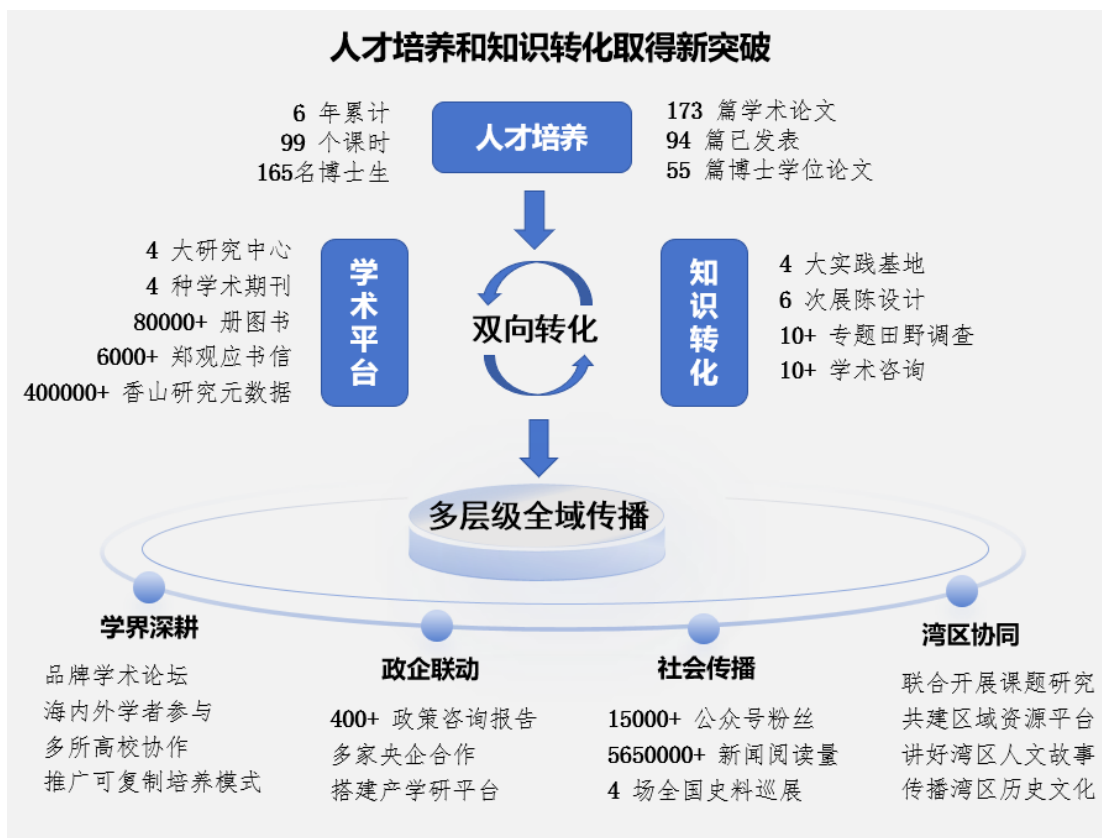 人才培养和知识转化取得新突破
6 年累计
99 个课时
165名博士生
人才培养
173 篇学术论文
94 篇已发表
55 篇博士学位论文
4 大研究中心
4 种学术期刊
80000+ 册图书
6000+ 郑观应书信
400000+ 香山研究元数据
学术平台
双向转化
知识转化
4 大实践基地
6 次展陈设计
10+ 专题田野调查
10+ 学术咨询
多层级全域传播
学界深耕
品牌学术论坛
海内外学者参与
多所高校协作
推广可复制培养模式
政企联动
400+ 政策咨询报告
多家央企合作
搭建产学研平台
社会传播
15000+ 公众号粉丝
5650000+ 新闻阅读量
4 场全国史料巡展
湾区协同
联合开展课题研究
共建区域资源平台
讲好湾区人文故事
传播湾区历史文化